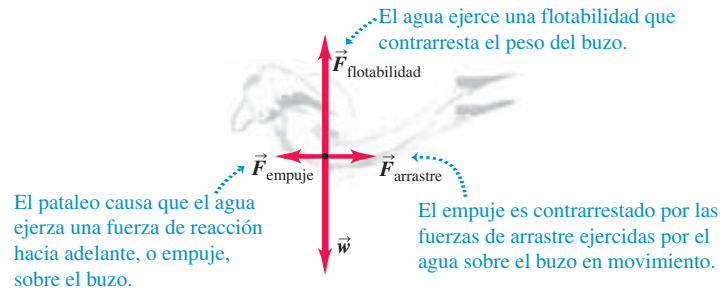 El agua ejerce una flotabilidad que
contrarresta el peso del buzo.
F⃗ flotabilidad
F⃗ empuje
F⃗ arrastre
El pataleo causa que el agua
ejerza una fuerza de reacción
hacia adelante, o empuje,
sobre el buzo.
w⃗
El empuje es contrarrestado por las
fuerzas de arrastre ejercidas por el
agua sobre el buzo en movimiento.